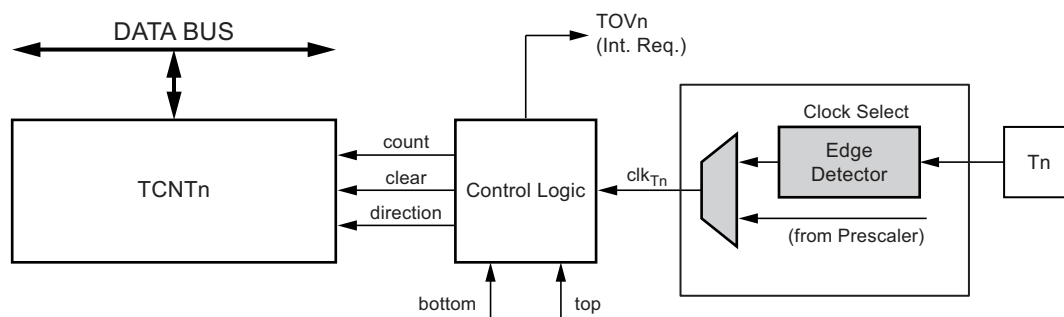 DATA BUS
TOVn
(Int. Req.)
Clock Select
TCNTn
count
clear
direction
Control Logic
clkTn
Edge
Detector
Tn
(from Prescaler)
bottom
top